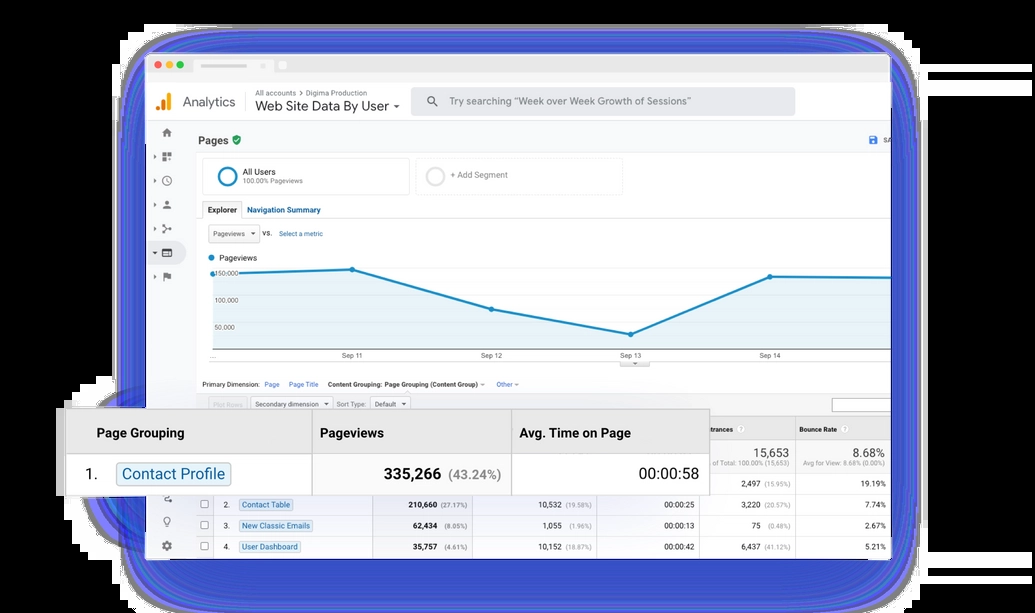 All accounts > Digima Production
Analytics
Web Site Data By User
Try searching “Week over Week Growth of Sessions”
Pages
All Users
100.00% Pageviews
+ Add Segment
Explorer
Navigation Summary
Pageviews
VS.
Select a metric
Pageviews
150,000
100,000
50,000
...
Sep 11
Sep 12
Sep 13
Sep 14
Primary Dimension: Page Page Title Content Grouping: Page Grouping (Content Group) Other
Plot Rows Secondary dimension Sort Type: Default
Page Grouping Pageviews Avg. Time on Page
trances ? Bounce Rate ?
15,653 8.68%
of Total: 100.00% (15,653) Avg for View: 8.68% (0.00%)
1. Contact Profile 335,266 (43.24%) 00:00:58
2,497 (15.95%) 19.19%
2. Contact Table 210,660 (27.17%) 10,532 (19.58%) 00:00:25 3,220 (20.57%) 7.74%
3. New Classic Emails 62,434 (8.05%) 1,055 (1.96%) 00:00:13 75 (0.48%) 2.67%
4. User Dashboard 35,757 (4.61%) 10,152 (18.87%) 00:00:42 6,437 (41.12%) 5.21%